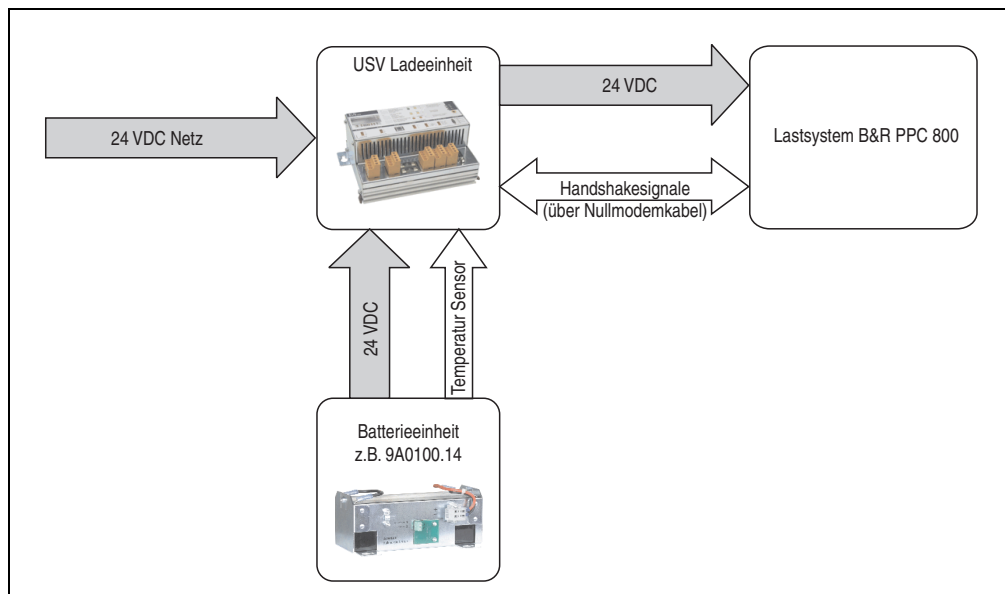 USV Ladeeinheit
24 VDC
24 VDC Netz
Lastsystem B&R PPC 800
Handshakesignale
(über Nullmodemkabel)
24 VDC
Temperatur Sensor
Batterieeinheit
z.B. 9A0100.14